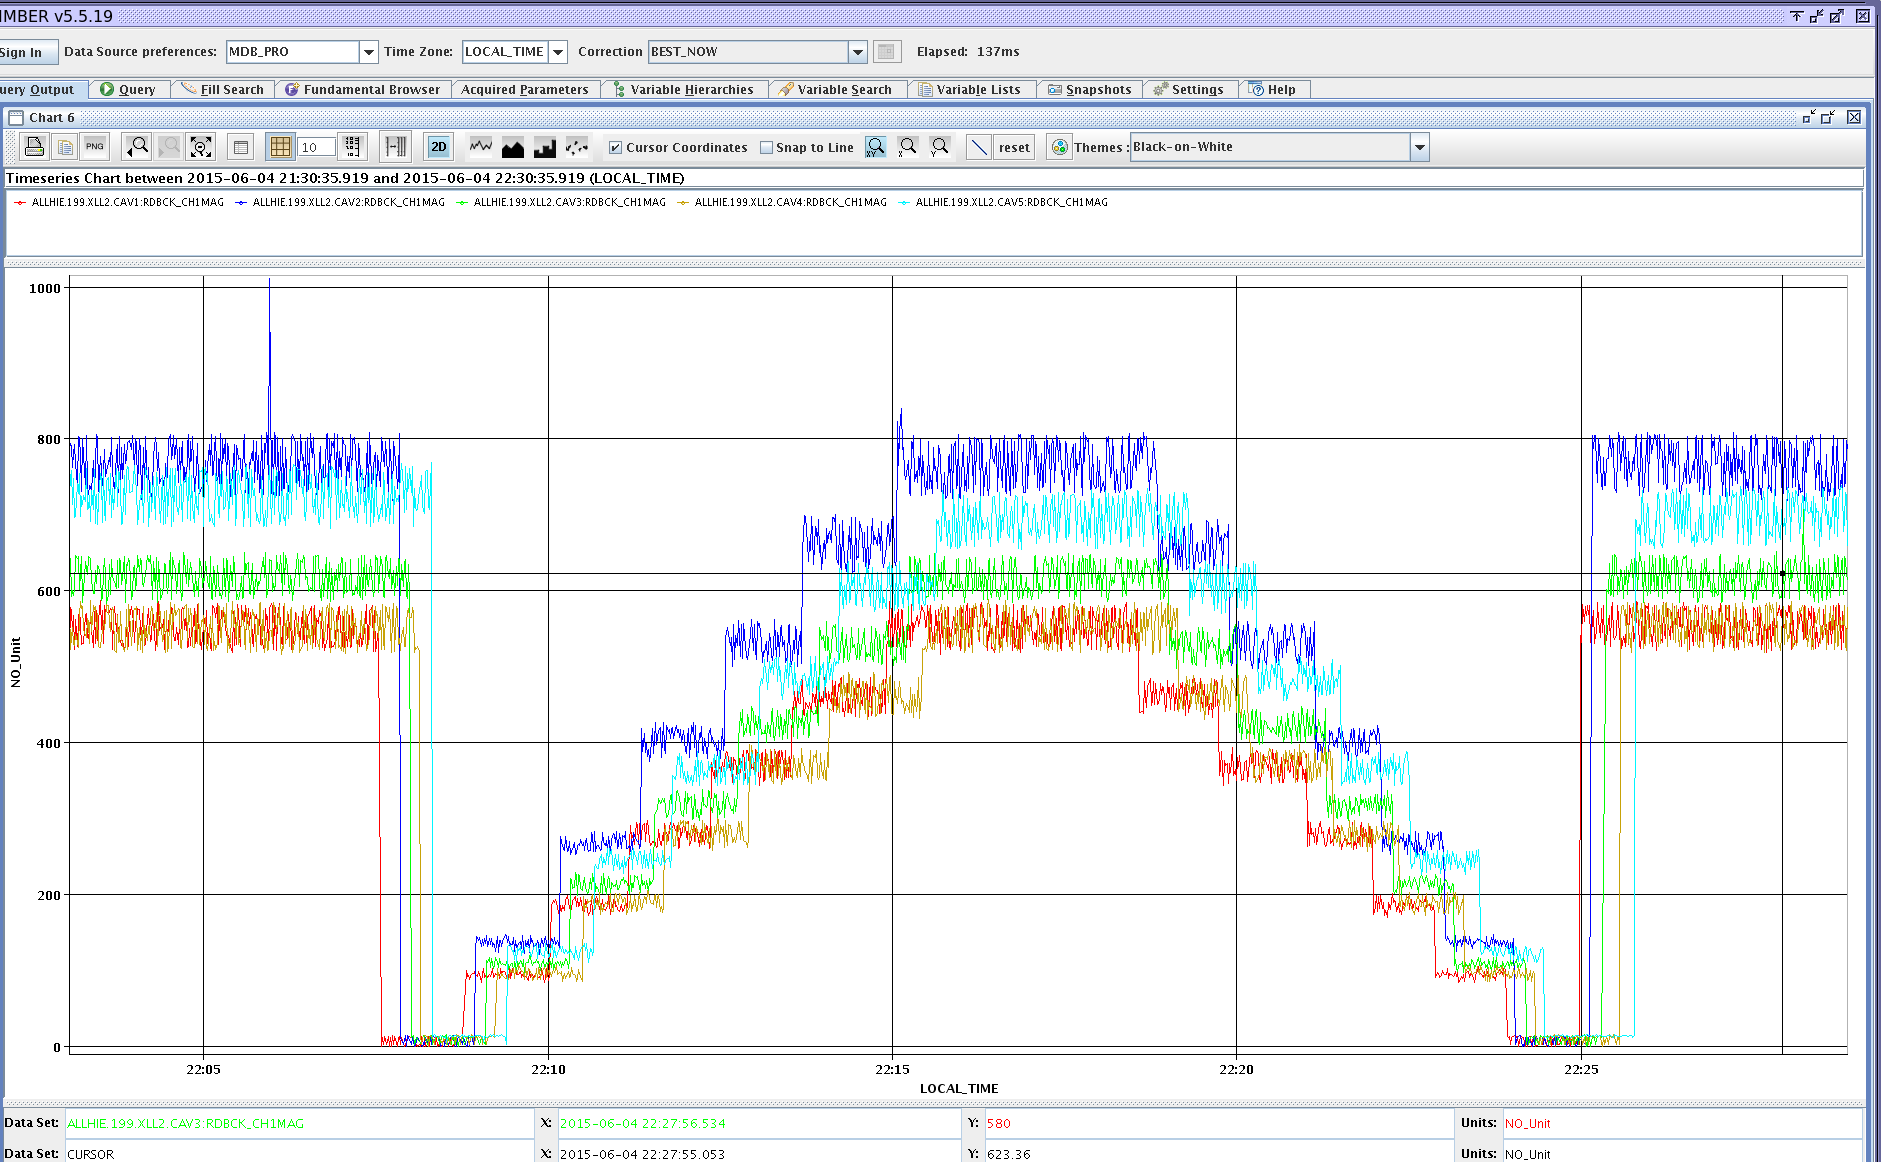 IMBER v5.5.19
Sign In Data Source preferences: MDB_PRO Time Zone: LOCAL_TIME Correction BEST_NOW Elapsed: 137ms
uery Output Query Fill Search Fundamental Browser Acquired Parameters Variable Hierarchies Variable Search Variable Lists Snapshots Settings Help
Chart 6
PNG 10 2D Cursor Coordinates Snap to Line XY X Y reset Themes : Black-on-White
Timeseries Chart between 2015-06-04 21:30:35.919 and 2015-06-04 22:30:35.919 (LOCAL_TIME)
ALLHIE.199.XLL2.CAV1:RDBCK_CH1MAG ALLHIE.199.XLL2.CAV2:RDBCK_CH1MAG ALLHIE.199.XLL2.CAV3:RDBCK_CH1MAG ALLHIE.199.XLL2.CAV4:RDBCK_CH1MAG ALLHIE.199.XLL2.CAV5:RDBCK_CH1MAG
1000
800
600
NO_Unit
400
200
0
22:05 22:10 22:15 22:20 22:25
LOCAL_TIME
Data Set: ALLHIE.199.XLL2.CAV3:RDBCK_CH1MAG X: 2015-06-04 22:27:56.534 Y: 580 Units: NO_Unit
Data Set: CURSOR X: 2015-06-04 22:27:55.053 Y: 623.36 Units: NO_Unit